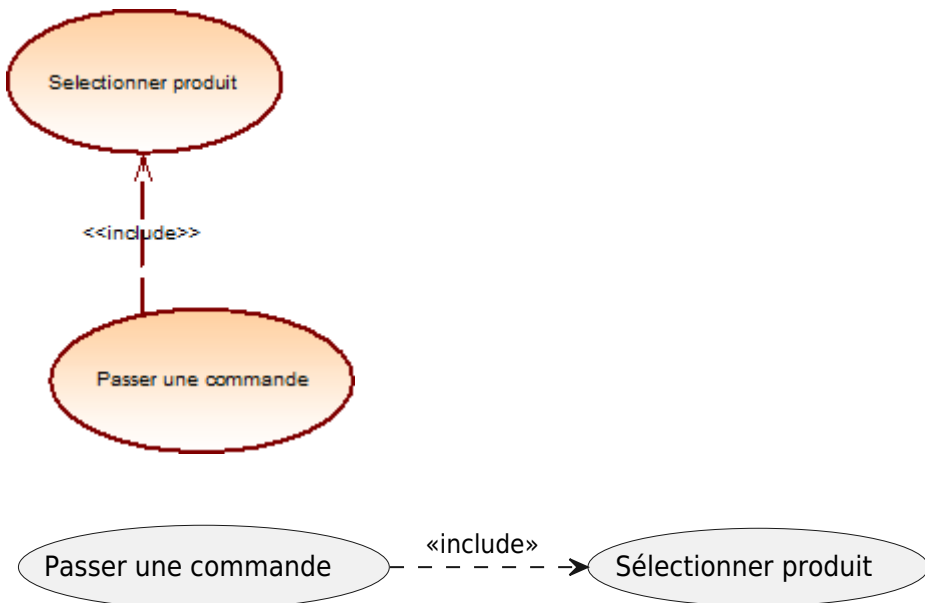 Selectionner produit
<<include>>
Passer une commande
«include»
Passer une commande
Sélectionner produit